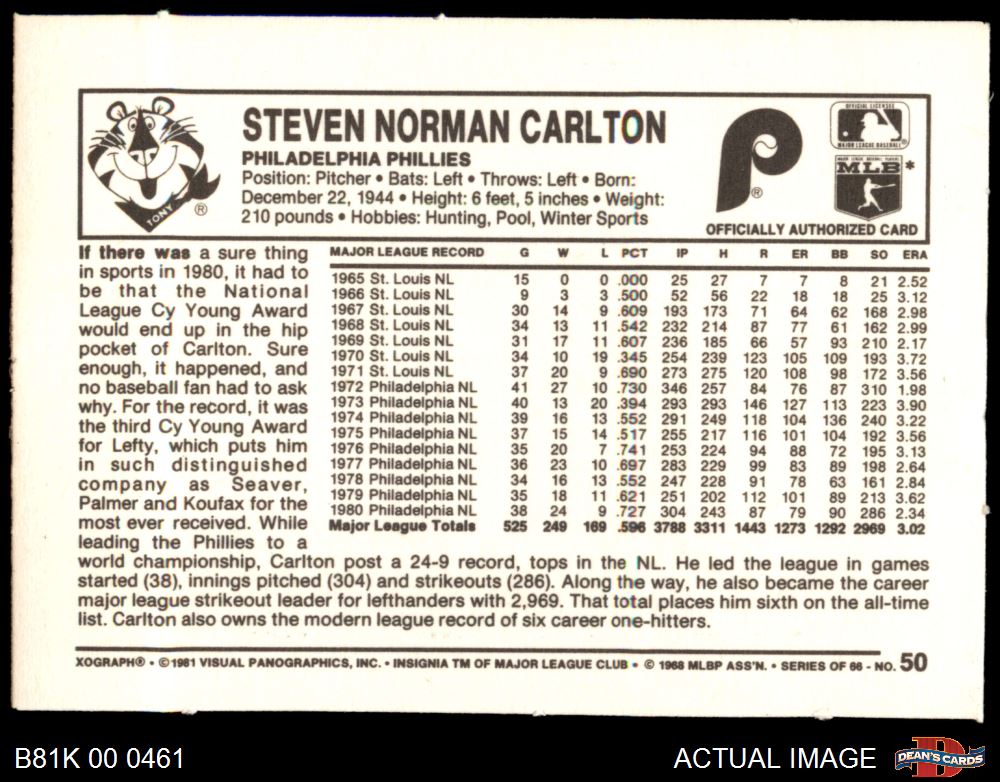 STEVEN NORMAN CARLTON
PHILADELPHIA PHILLIES
Position: Pitcher • Bats: Left • Throws: Left • Born:
December 22, 1944 • Height: 6 feet, 5 inches • Weight:
210 pounds • Hobbies: Hunting, Pool, Winter Sports
TONY ®
P ®
OFFICIAL LICENSEE
MAJOR LEAGUE BASEBALL ®
MLB *
OFFICIALLY AUTHORIZED CARD
If there was a sure thing
in sports in 1980, it had to
be that the National
League Cy Young Award
would end up in the hip
pocket of Carlton. Sure
enough, it happened, and
no baseball fan had to ask
why. For the record, it was
the third Cy Young Award
for Lefty, which puts him
in such distinguished
company as Seaver,
Palmer and Koufax for the
most ever received. While
leading the Phillies to a
MAJOR LEAGUE RECORD G W L PCT IP H R ER BB SO ERA
1965 St. Louis NL 15 0 0 .000 25 27 7 7 8 21 2.52
1966 St. Louis NL 9 3 3 .500 52 56 22 18 18 25 3.12
1967 St. Louis NL 30 14 9 .609 193 173 71 64 62 168 2.98
1968 St. Louis NL 34 13 11 .542 232 214 87 77 61 162 2.99
1969 St. Louis NL 31 17 11 .607 236 185 66 57 93 210 2.17
1970 St. Louis NL 34 10 19 .345 254 239 123 105 109 193 3.72
1971 St. Louis NL 37 20 9 .690 273 275 120 108 98 172 3.56
1972 Philadelphia NL 41 27 10 .730 346 257 84 76 87 310 1.98
1973 Philadelphia NL 40 13 20 .394 293 293 146 127 113 223 3.90
1974 Philadelphia NL 39 16 13 .552 291 249 118 104 136 240 3.22
1975 Philadelphia NL 37 15 14 .517 255 217 116 101 104 192 3.56
1976 Philadelphia NL 35 20 7 .741 253 224 94 88 72 195 3.13
1977 Philadelphia NL 36 23 10 .697 283 229 99 83 89 198 2.64
1978 Philadelphia NL 34 16 13 .552 247 228 91 78 63 161 2.84
1979 Philadelphia NL 35 18 11 .621 251 202 112 101 89 213 3.62
1980 Philadelphia NL 38 24 9 .727 304 243 87 79 90 286 2.34
Major League Totals 525 249 169 .596 3788 3311 1443 1273 1292 2969 3.02
world championship, Carlton post a 24-9 record, tops in the NL. He led the league in games
started (38), innings pitched (304) and strikeouts (286). Along the way, he also became the career
major league strikeout leader for lefthanders with 2,969. That total places him sixth on the all-time
list. Carlton also owns the modern league record of six career one-hitters.
XOGRAPH® • ©1981 VISUAL PANOGRAPHICS, INC. • INSIGNIA TM OF MAJOR LEAGUE CLUB • © 1968 MLBP ASS'N. • SERIES OF 66 - NO. 50
B81K 00 0461
ACTUAL IMAGE
D
DEAN'S CARDS